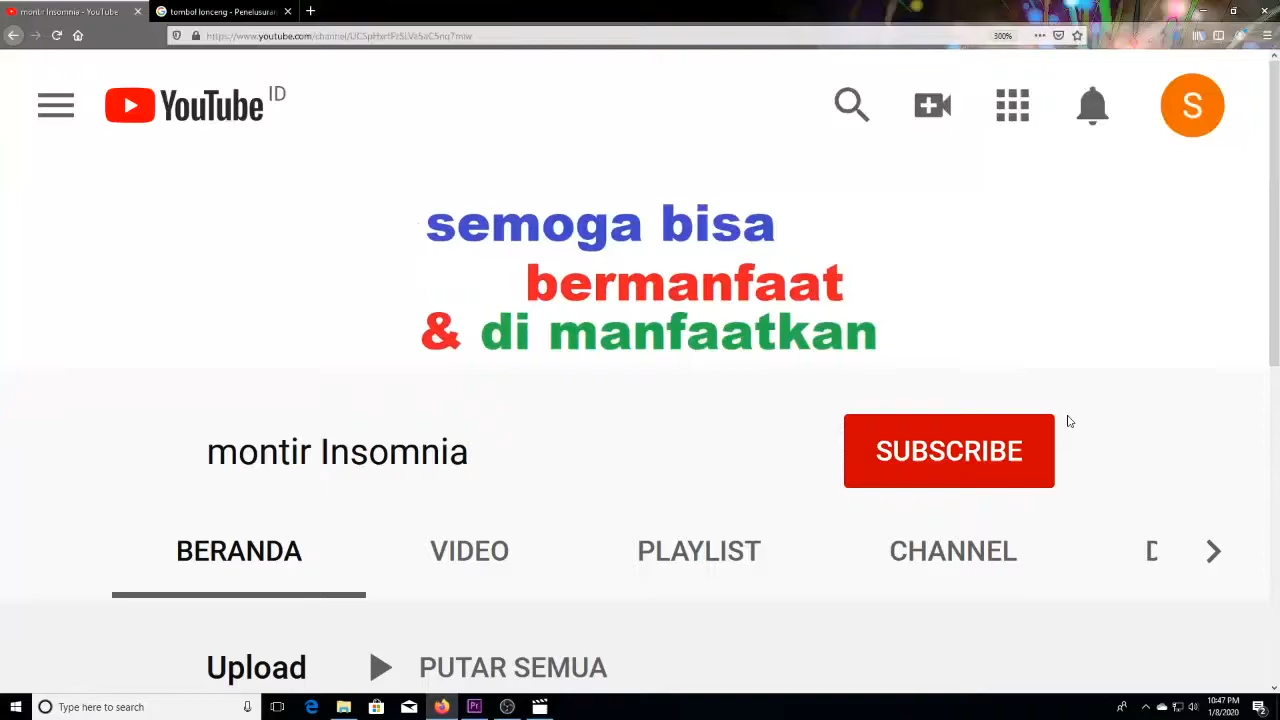 montir Insomnia - YouTube
tombol lonceng - Penelusuran
300%
YouTube ID
S
semoga bisa
bermanfaat
& di manfaatkan
montir Insomnia
SUBSCRIBE
BERANDA VIDEO PLAYLIST CHANNEL D
Upload PUTAR SEMUA
Type here to search
10:47 PM
1/8/2020